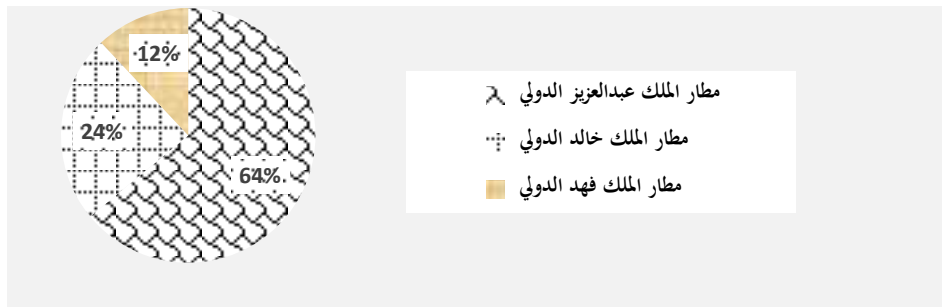 12%
24%
64%
مطار الملك عبدالعزيز الدولي
مطار الملك خالد الدولي
مطار الملك فهد الدولي